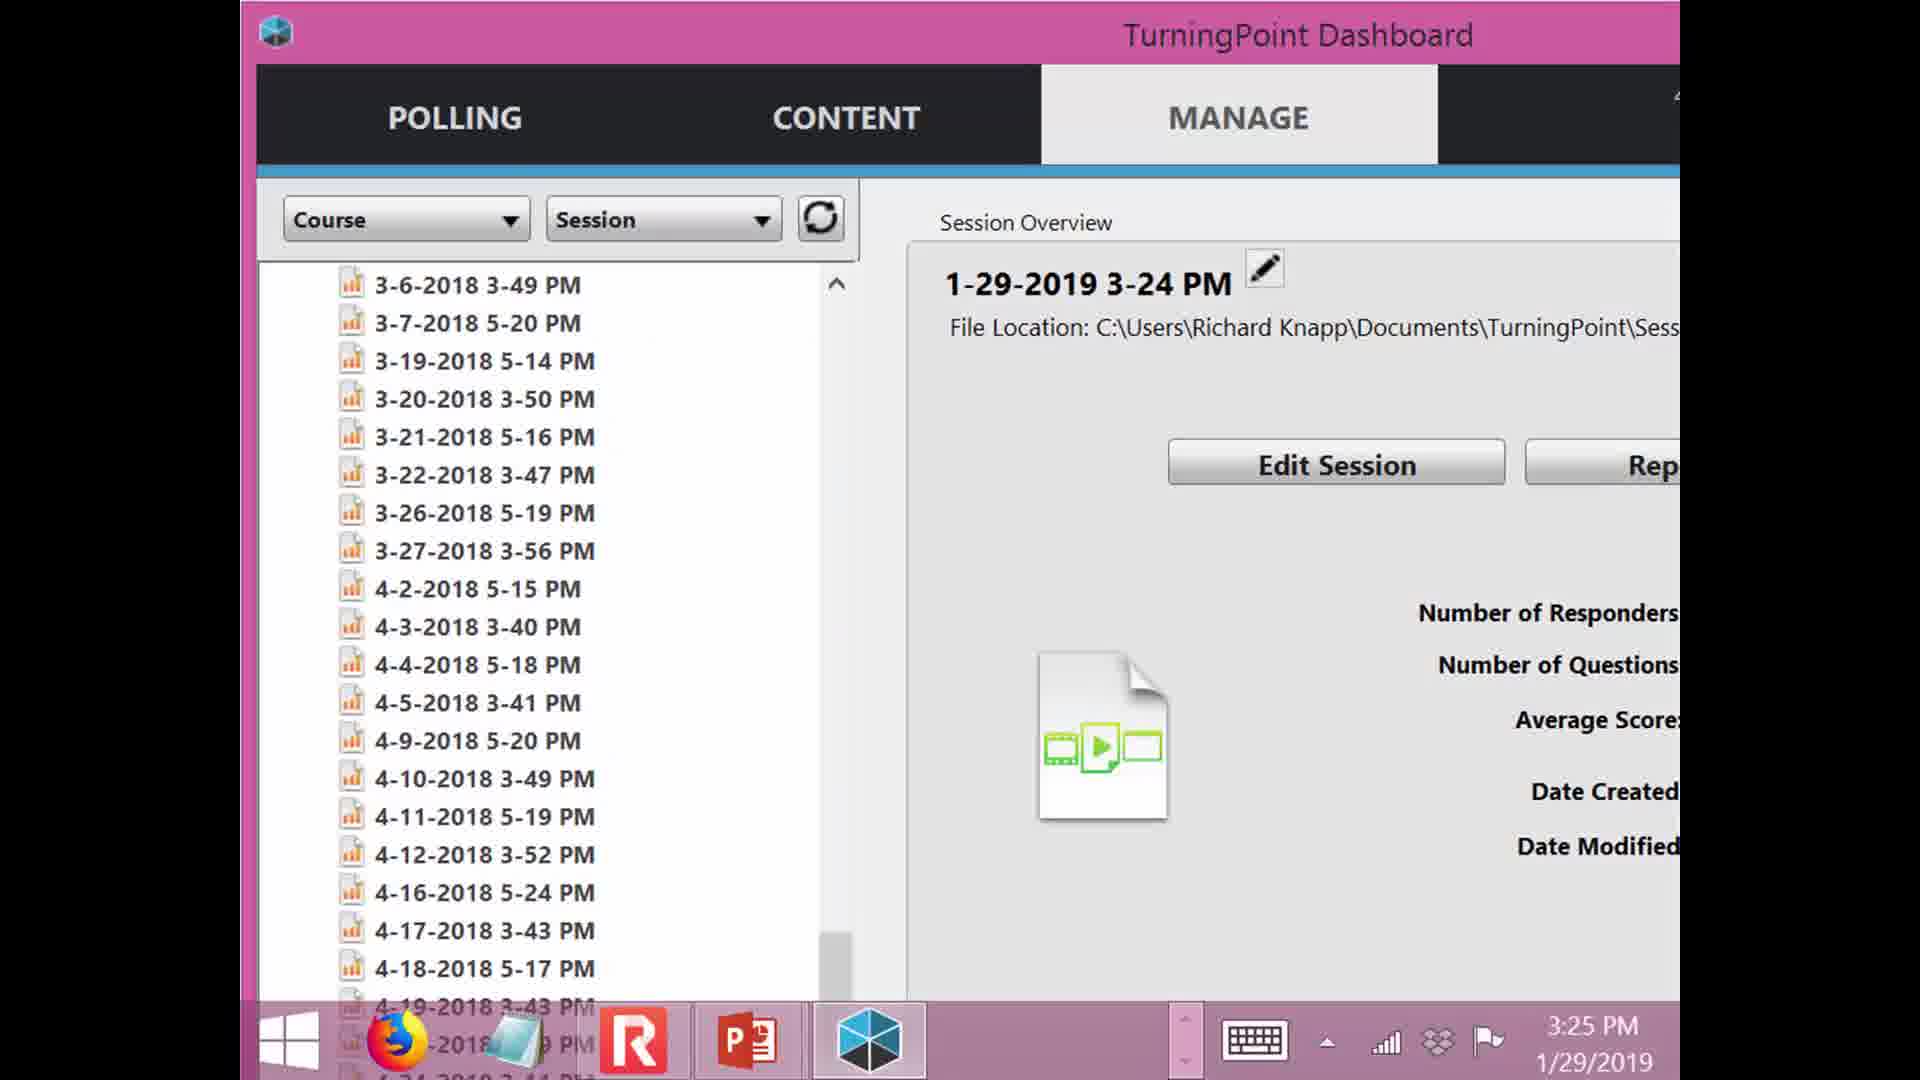 TurningPoint Dashboard
POLLING
CONTENT
MANAGE
Course
Session
3-6-2018 3-49 PM
3-7-2018 5-20 PM
3-19-2018 5-14 PM
3-20-2018 3-50 PM
3-21-2018 5-16 PM
3-22-2018 3-47 PM
3-26-2018 5-19 PM
3-27-2018 3-56 PM
4-2-2018 5-15 PM
4-3-2018 3-40 PM
4-4-2018 5-18 PM
4-5-2018 3-41 PM
4-9-2018 5-20 PM
4-10-2018 3-49 PM
4-11-2018 5-19 PM
4-12-2018 3-52 PM
4-16-2018 5-24 PM
4-17-2018 3-43 PM
4-18-2018 5-17 PM
4-19-2018 3-43 PM
Session Overview
1-29-2019 3-24 PM
File Location: C:\Users\Richard Knapp\Documents\TurningPoint\Sess
Edit Session
Rep
Number of Responders
Number of Questions
Average Score:
Date Created
Date Modified
3:25 PM
1/29/2019